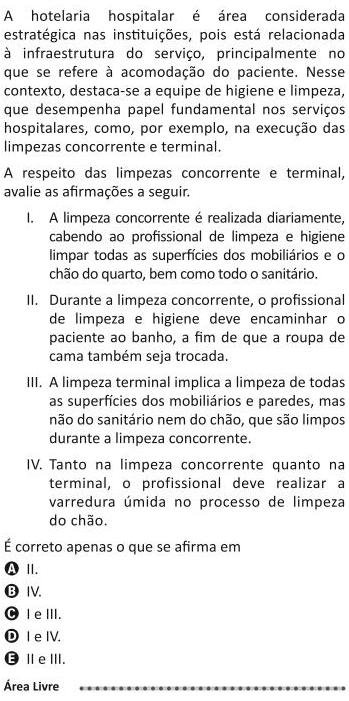 A hotelaria hospitalar é área considerada
estratégica nas instituições, pois está relacionada
à infraestrutura do serviço, principalmente no
que se refere à acomodação do paciente. Nesse
contexto, destaca-se a equipe de higiene e limpeza,
que desempenha papel fundamental nos serviços
hospitalares, como, por exemplo, na execução das
limpezas concorrente e terminal.
A respeito das limpezas concorrente e terminal,
avalie as afirmações a seguir.
I. A limpeza concorrente é realizada diariamente,
cabendo ao profissional de limpeza e higiene
limpar todas as superfícies dos mobiliários e o
chão do quarto, bem como todo o sanitário.
II. Durante a limpeza concorrente, o profissional
de limpeza e higiene deve encaminhar o
paciente ao banho, a fim de que a roupa de
cama também seja trocada.
III. A limpeza terminal implica a limpeza de todas
as superfícies dos mobiliários e paredes, mas
não do sanitário nem do chão, que são limpos
durante a limpeza concorrente.
IV. Tanto na limpeza concorrente quanto na
terminal, o profissional deve realizar a
varredura úmida no processo de limpeza
do chão.
É correto apenas o que se afirma em
A II.
B IV.
C I e III.
D I e IV.
E II e III.
Área Livre